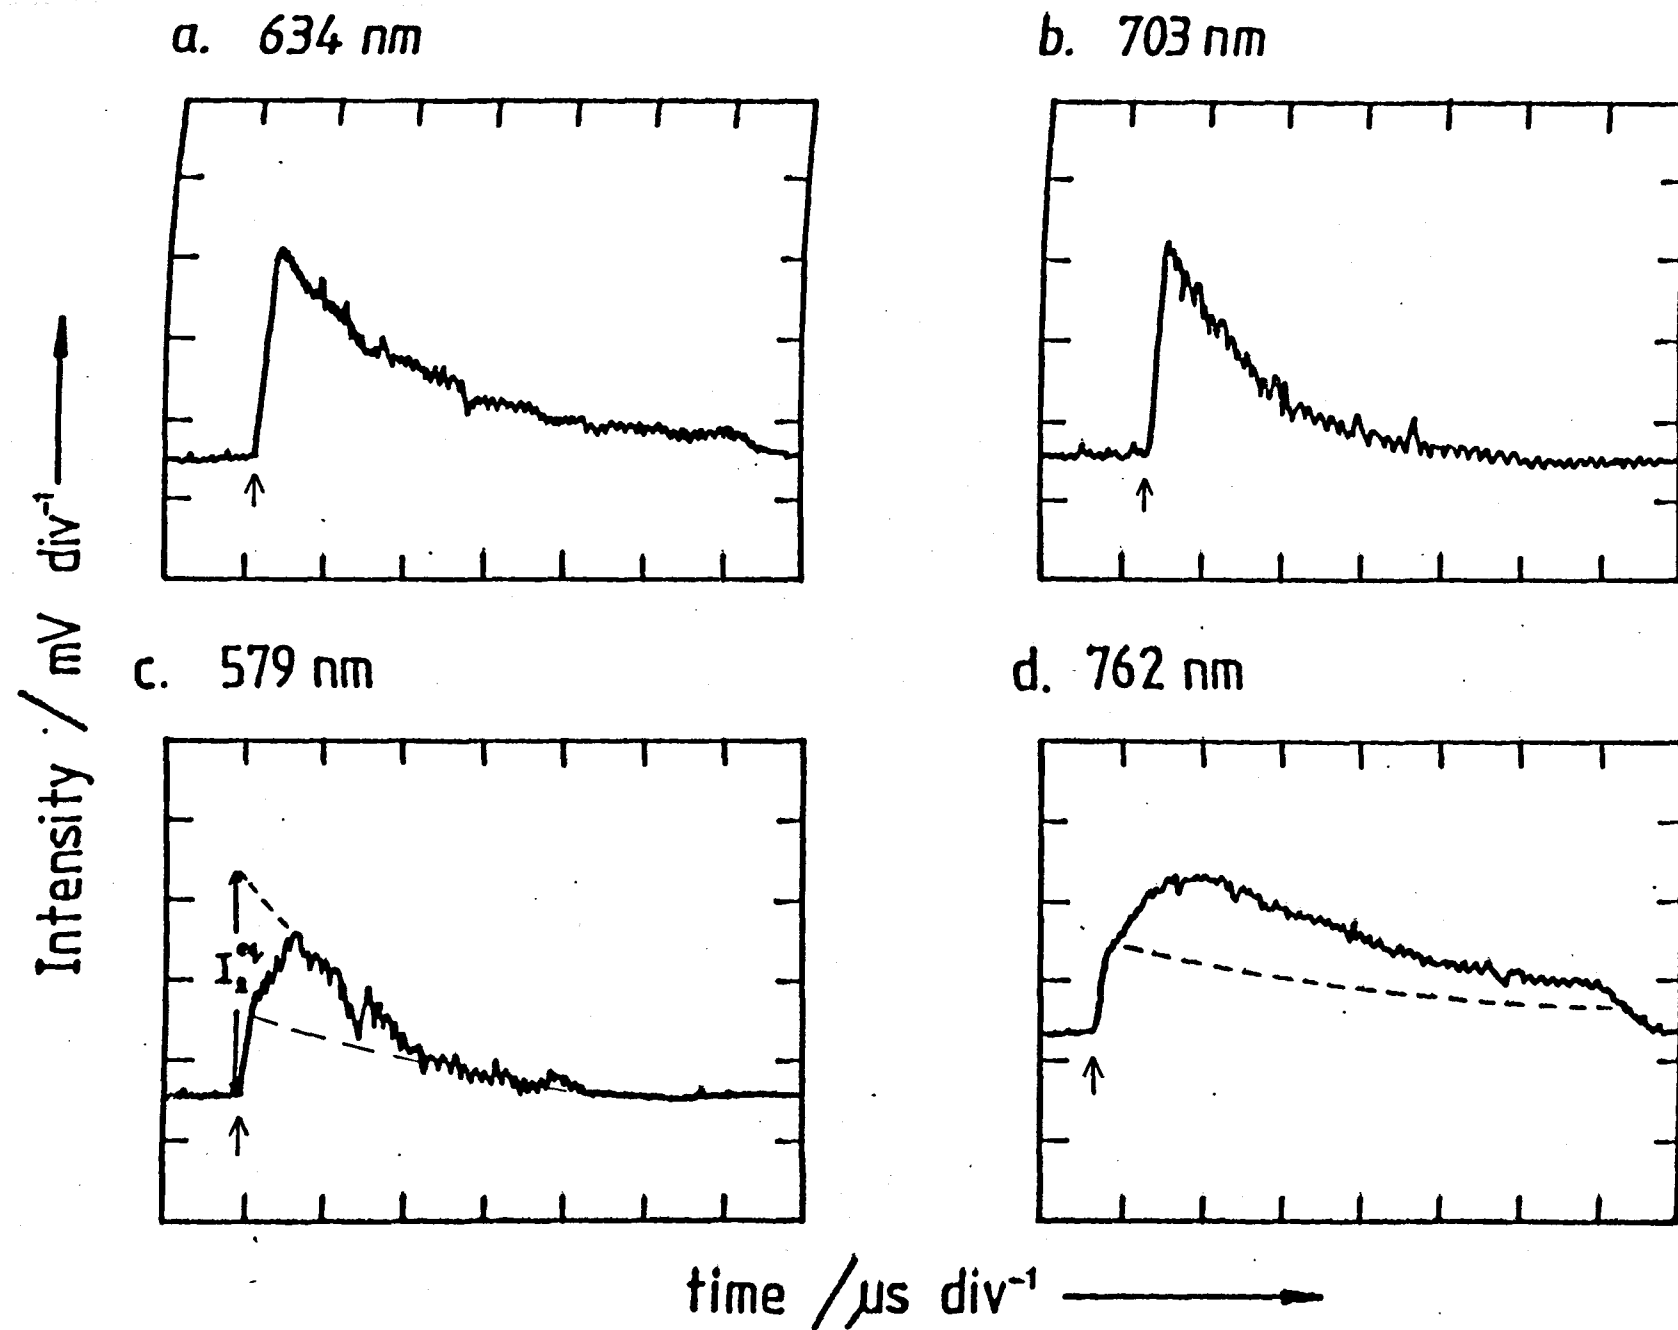 a. 634 nm
b. 703 nm
Intensity / mV div⁻¹
c. 579 nm
d. 762 nm
time / μs div⁻¹